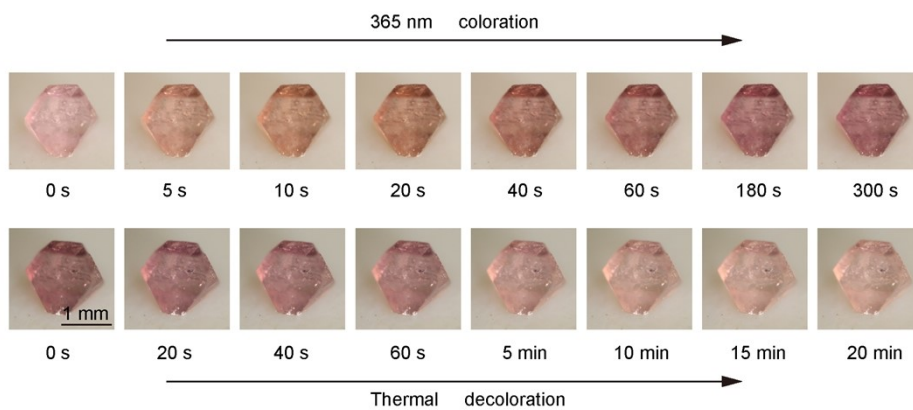 365 nm coloration
0 s 5 s 10 s 20 s 40 s 60 s 180 s 300 s
1 mm
0 s 20 s 40 s 60 s 5 min 10 min 15 min 20 min
Thermal decoloration